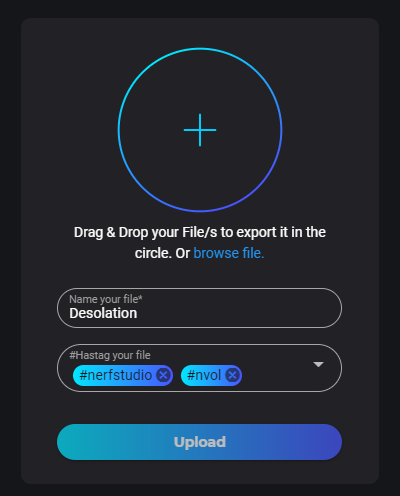 Drag & Drop your File/s to export it in the
circle. Or browse file.
Name your file*
Desolation
#Hastag your file
#nerfstudio #nvol
Upload